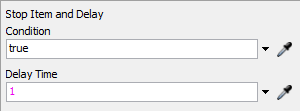 Stop Item and Delay
Condition
true
Delay Time
1